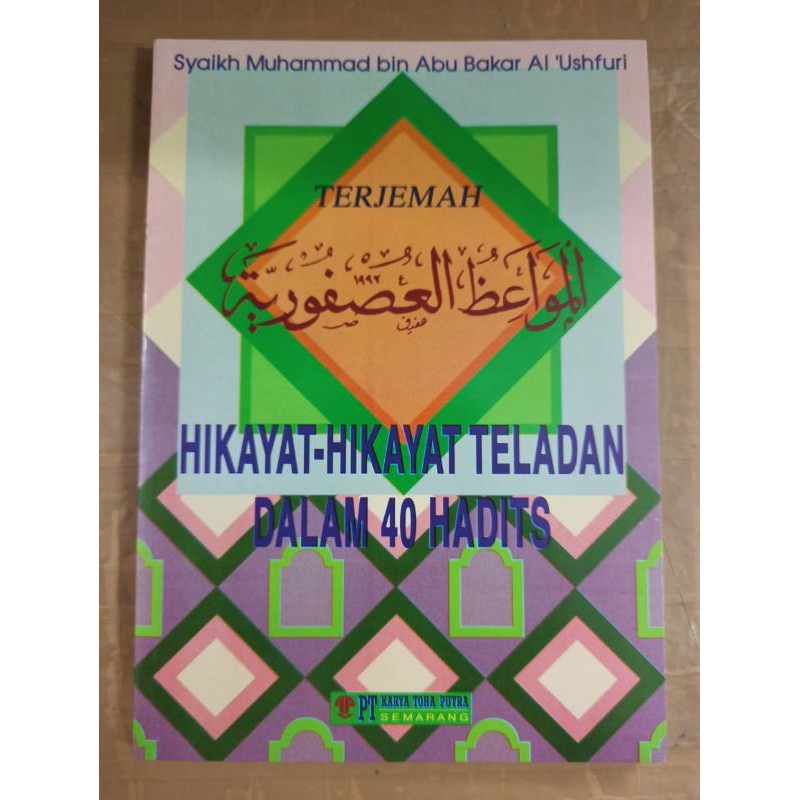 Syaikh Muhammad bin Abu Bakar Al 'Ushfuri
TERJEMAH
المواعظ العصفورية
١٩٩٢
HIKAYAT-HIKAYAT TELADAN
DALAM 40 HADITS
PT KARYA TOHA PUTRA
SEMARANG